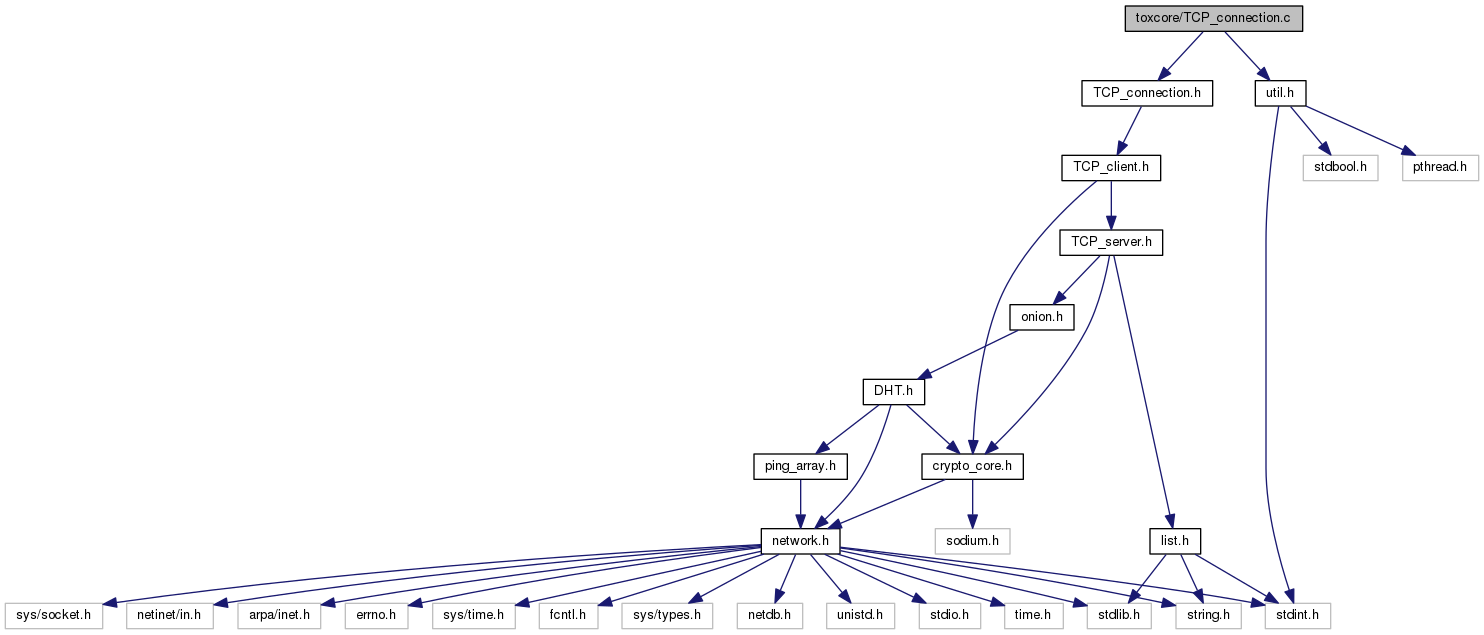 toxcore/TCP_connection.c
TCP_connection.h
util.h
TCP_client.h
stdbool.h
pthread.h
TCP_server.h
onion.h
DHT.h
ping_array.h
crypto_core.h
network.h
sodium.h
list.h
sys/socket.h
netinet/in.h
arpa/inet.h
errno.h
sys/time.h
fcntl.h
sys/types.h
netdb.h
unistd.h
stdio.h
time.h
stdlib.h
string.h
stdint.h